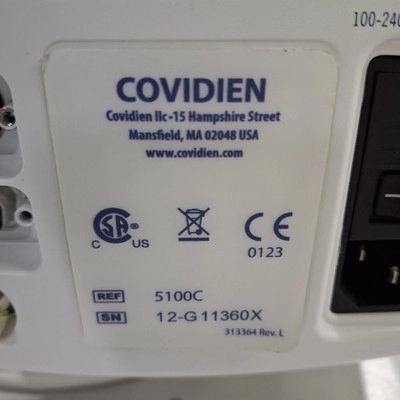 100-240
COVIDIEN
Covidien llc•15 Hampshire Street
Mansfield, MA 02048 USA
www.covidien.com
CSA
C US
CE
0123
REF 5100C
SN 12-G11360X
313364 Rev. L